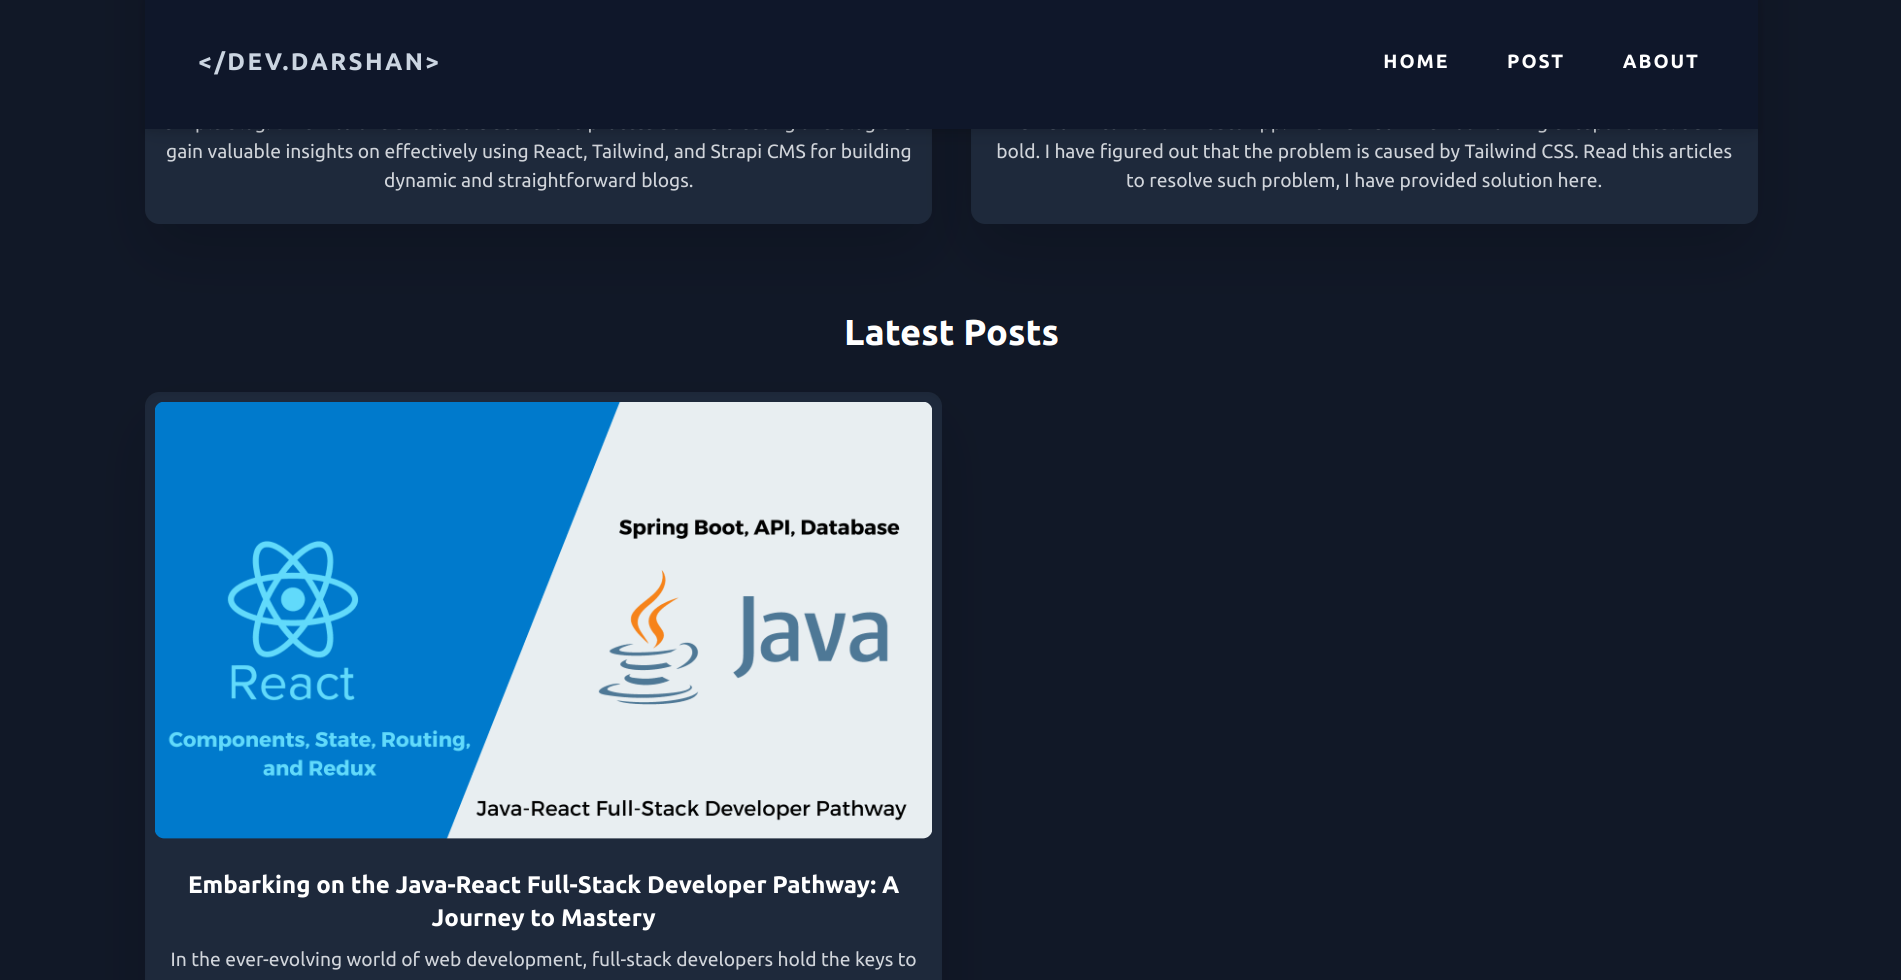 </DEV.DARSHAN>
HOME
POST
ABOUT
gain valuable insights on effectively using React, Tailwind, and Strapi CMS for building
dynamic and straightforward blogs.
bold. I have figured out that the problem is caused by Tailwind CSS. Read this articles
to resolve such problem, I have provided solution here.
Latest Posts
Spring Boot, API, Database
React
Java
Components, State, Routing,
and Redux
Java-React Full-Stack Developer Pathway
Embarking on the Java-React Full-Stack Developer Pathway: A
Journey to Mastery
In the ever-evolving world of web development, full-stack developers hold the keys to